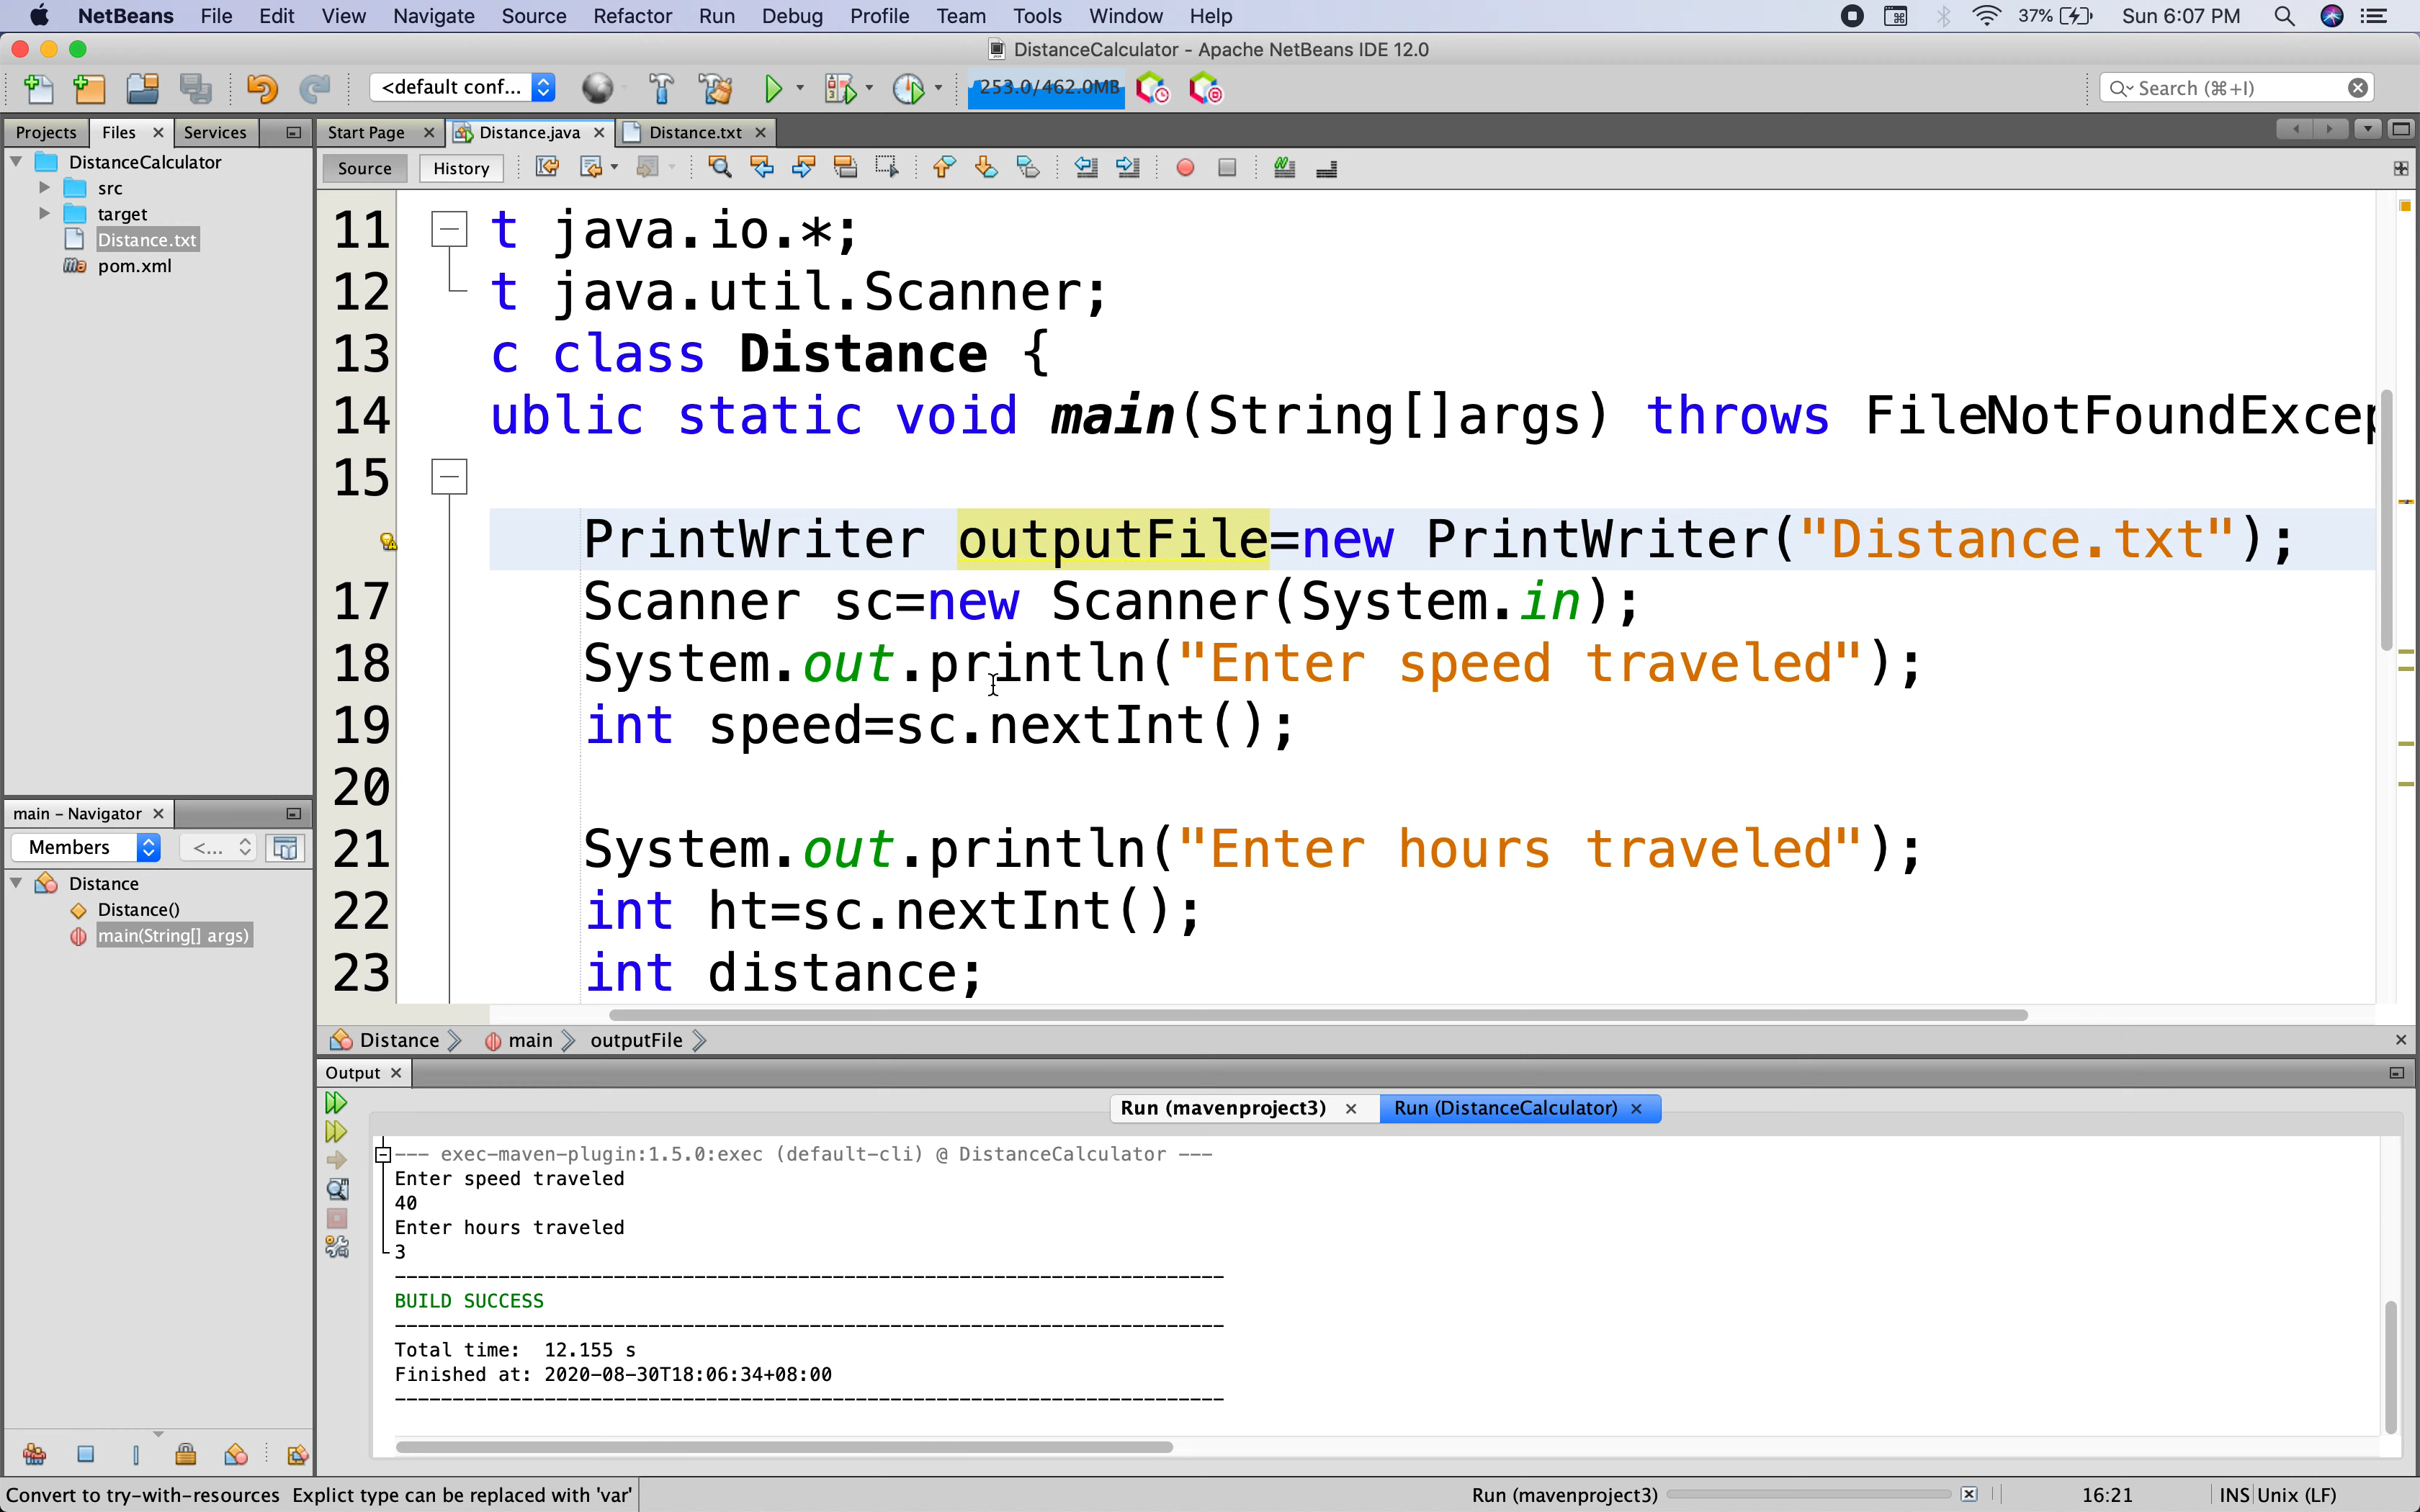 NetBeans File Edit View Navigate Source Refactor Run Debug Profile Team Tools Window Help 37% Sun 6:07 PM
DistanceCalculator - Apache NetBeans IDE 12.0
<default conf... 253.0/462.0MB Search (⌘+I)
Projects Files Services Start Page Distance.java Distance.txt
Source History
DistanceCalculator
src
target
Distance.txt
pom.xml
11 t java.io.*;
12 t java.util.Scanner;
13 c class Distance {
14 ublic static void main(String[]args) throws FileNotFoundExcep
15
PrintWriter outputFile=new PrintWriter("Distance.txt");
17 Scanner sc=new Scanner(System.in);
18 System.out.println("Enter speed traveled");
19 int speed=sc.nextInt();
20
21 System.out.println("Enter hours traveled");
22 int ht=sc.nextInt();
23 int distance;
main - Navigator
Members <...
Distance
Distance()
main(String[] args)
Distance main outputFile
Output
Run (mavenproject3) Run (DistanceCalculator)
--- exec-maven-plugin:1.5.0:exec (default-cli) @ DistanceCalculator ---
Enter speed traveled
40
Enter hours traveled
3
------------------------------------------------------------------------
BUILD SUCCESS
------------------------------------------------------------------------
Total time: 12.155 s
Finished at: 2020-08-30T18:06:34+08:00
------------------------------------------------------------------------
Convert to try-with-resources Explict type can be replaced with 'var' Run (mavenproject3) 16:21 INS Unix (LF)